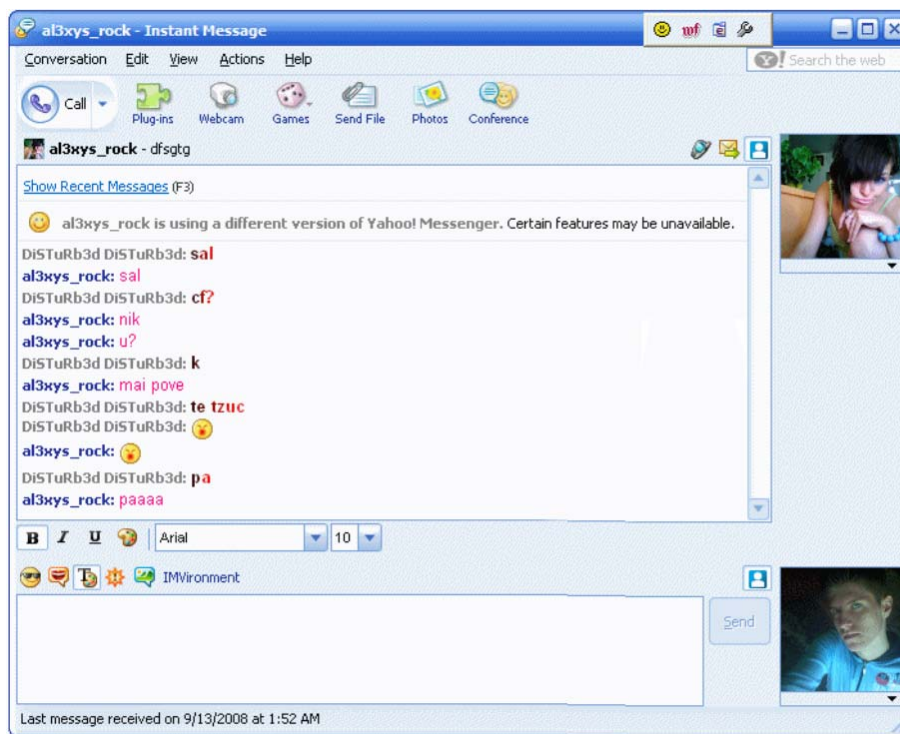 al3xys_rock - Instant Message
wf
Conversation Edit View Actions Help
Y! Search the web
Call
Plug-ins Webcam Games Send File Photos Conference
al3xys_rock - dfsgtg
Show Recent Messages (F3)
al3xys_rock is using a different version of Yahoo! Messenger. Certain features may be unavailable.
DiSTuRb3d DiSTuRb3d: sal
al3xys_rock: sal
DiSTuRb3d DiSTuRb3d: cf?
al3xys_rock: nik
al3xys_rock: u?
DiSTuRb3d DiSTuRb3d: k
al3xys_rock: mai pove
DiSTuRb3d DiSTuRb3d: te tzuc
DiSTuRb3d DiSTuRb3d:
al3xys_rock:
DiSTuRb3d DiSTuRb3d: pa
al3xys_rock: paaaa
B I U Arial 10
IMVironment
Send
Last message received on 9/13/2008 at 1:52 AM